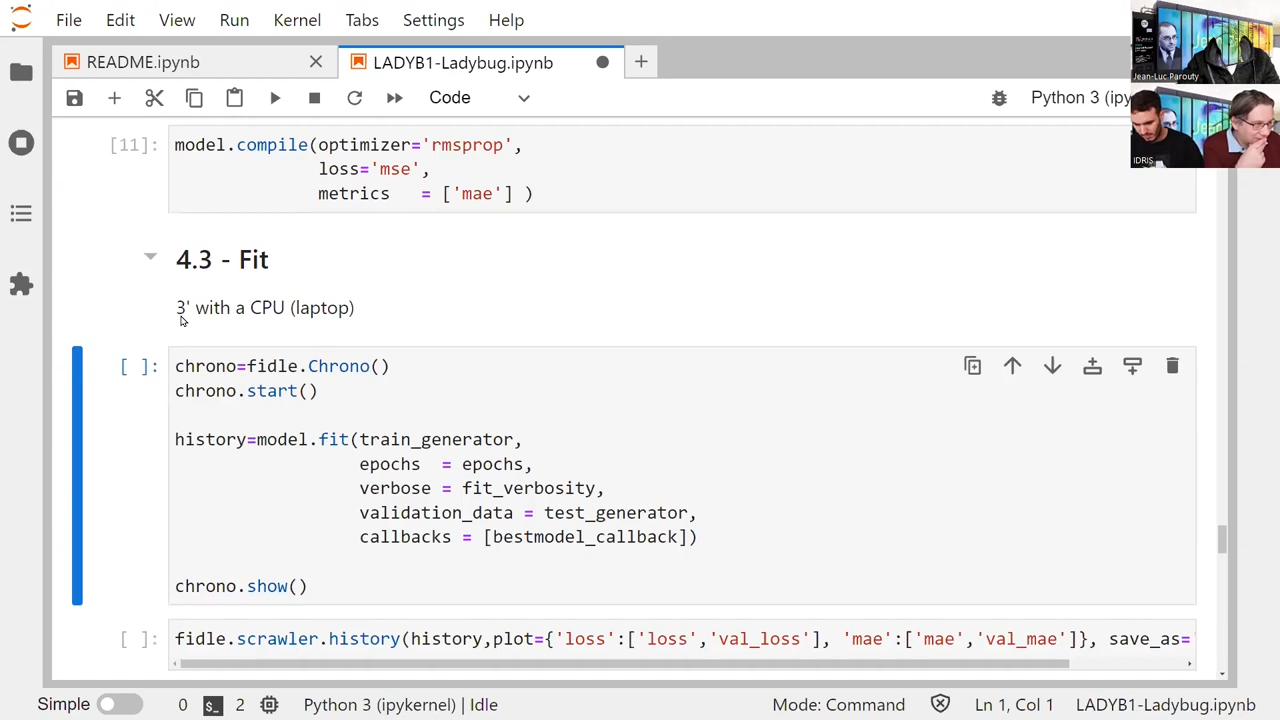 File Edit View Run Kernel Tabs Settings Help
README.ipynb LADYB1-Ladybug.ipynb
Code Python 3 (ipy
[11]: model.compile(optimizer='rmsprop',
loss='mse',
metrics = ['mae'] )
4.3 - Fit
3' with a CPU (laptop)
[ ]: chrono=fidle.Chrono()
chrono.start()
history=model.fit(train_generator,
epochs = epochs,
verbose = fit_verbosity,
validation_data = test_generator,
callbacks = [bestmodel_callback])
chrono.show()
[ ]: fidle.scrawler.history(history,plot={'loss':['loss','val_loss'], 'mae':['mae','val_mae']}, save_as='
Simple 0 $_ 2 Python 3 (ipykernel) | Idle Mode: Command Ln 1, Col 1 LADYB1-Ladybug.ipynb
Jean-Luc Parouty
IDRIS